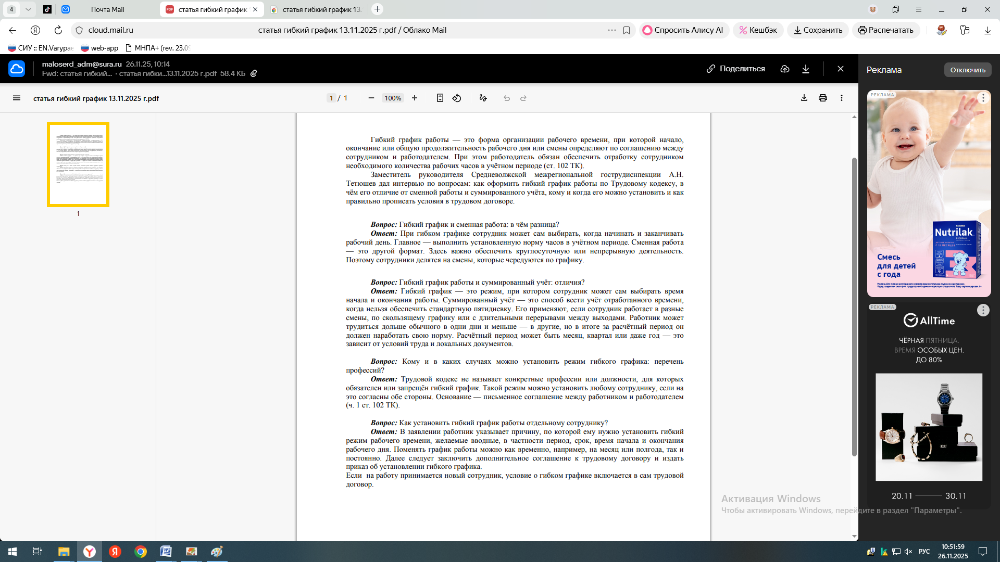 4
Почта Mail
статья гибкий график
статья гибкий график 13.
cloud.mail.ru
статья гибкий график 13.11.2025 г.pdf / Облако Mail
Спросить Алису AI
Кешбэк
Сохранить
Распечатать
СИУ :: EN.Varypae
web-app
МНПА+ (rev. 23.09
maloserd_adm@sura.ru 26.11.25, 10:14
Fwd: статья гибкий... · статья гибки...13.11.2025 г.pdf 58.4 КБ
Поделиться
Реклама
Отключить
статья гибкий график 13.11.2025 г.pdf
1 / 1
100%
1
Гибкий график работы — это форма организации рабочего времени, при которой начало,
окончание или общую продолжительность рабочего дня или смены определяют по соглашению между
сотрудником и работодателем. При этом работодатель обязан обеспечить отработку сотрудником
необходимого количества рабочих часов в учётном периоде (ст. 102 ТК).
Заместитель руководителя Средневолжской межрегиональной гострудиснпекции А.Н.
Тетюшев дал интервью по вопросам: как оформить гибкий график работы по Трудовому кодексу, в
чём его отличие от сменной работы и суммированного учёта, кому и когда его можно установить и как
правильно прописать условия в трудовом договоре.
Вопрос: Гибкий график и сменная работа: в чём разница?
Ответ: При гибком графике сотрудник может сам выбирать, когда начинать и заканчивать
рабочий день. Главное — выполнить установленную норму часов в учётном периоде. Сменная работа
— это другой формат. Здесь важно обеспечить круглосуточную или непрерывную деятельность.
Поэтому сотрудники делятся на смены, которые чередуются по графику.
Вопрос: Гибкий график работы и суммированный учёт: отличия?
Ответ: Гибкий график — это режим, при котором сотрудник может сам выбирать время
начала и окончания работы. Суммированный учёт — это способ вести учёт отработанного времени,
когда нельзя обеспечить стандартную пятидневку. Его применяют, если сотрудник работает в разные
смены, по скользящему графику или с длительными перерывами между выходами. Работник может
трудиться дольше обычного в одни дни и меньше — в другие, но в итоге за расчётный период он
должен наработать свою норму. Расчётный период может быть месяц, квартал или даже год — это
зависит от условий труда и локальных документов.
Вопрос: Кому и в каких случаях можно установить режим гибкого графика: перечень
профессий?
Ответ: Трудовой кодекс не называет конкретные профессии или должности, для которых
обязателен или запрещён гибкий график. Такой режим можно установить любому сотруднику, если на
это согласны обе стороны. Основание — письменное соглашение между работником и работодателем
(ч. 1 ст. 102 ТК).
Вопрос: Как установить гибкий график работы отдельному сотруднику?
Ответ: В заявлении работник указывает причину, по которой ему нужно установить гибкий
режим рабочего времени, желаемые вводные, в частности период, срок, время начала и окончания
рабочего дня. Поменять график работы можно как временно, например, на месяц или полгода, так и
постоянно. Далее следует заключить дополнительное соглашение к трудовому договору и издать
приказ об установлении гибкого графика.
Если на работу принимается новый сотрудник, условие о гибком графике включается в сам трудовой
договор.
РЕКЛАМА
Nutrilak
Смесь
для детей
с года
РЕКЛАМА
AllTime
ЧЁРНАЯ ПЯТНИЦА.
ВРЕМЯ ОСОБЫХ ЦЕН.
ДО 80%
20.11 30.11
Активация Windows
Чтобы активировать Windows, перейдите в раздел "Параметры".
РУС
10:51:59
26.11.2025